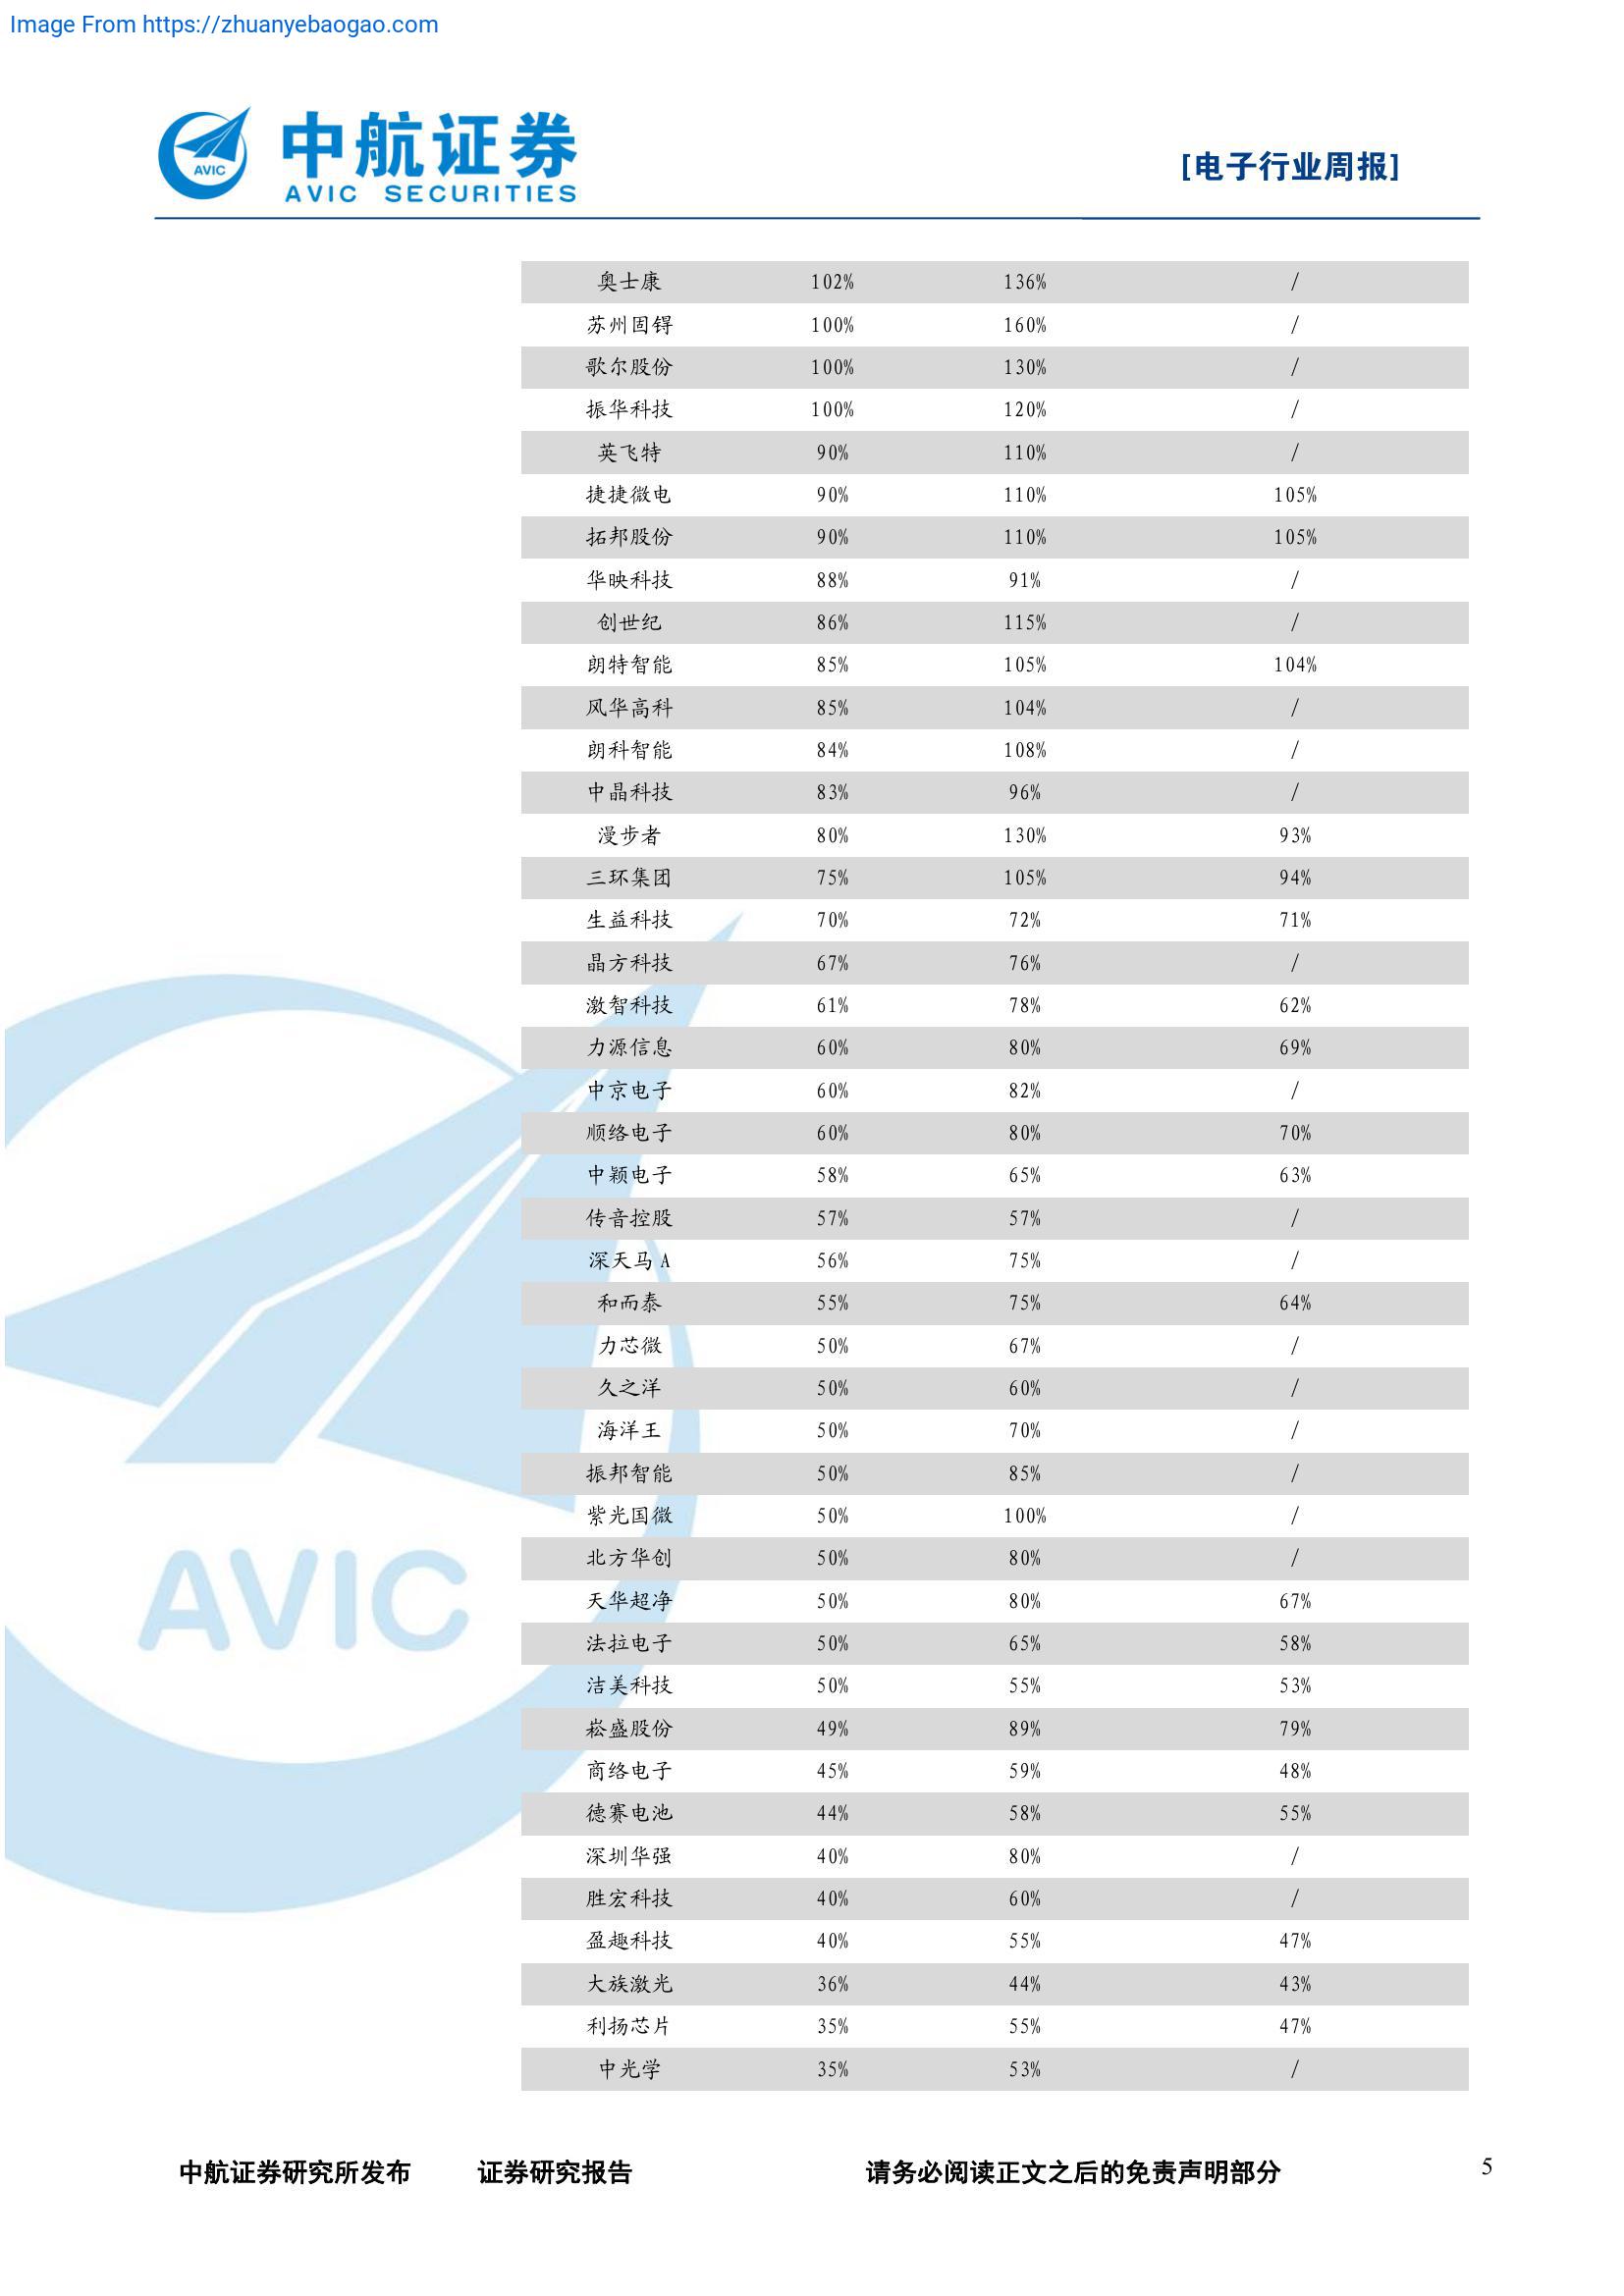 Image From https://zhuanyebaogao.com
AVIC
中航证券
AVIC SECURITIES
[电子行业周报]
奥士康 102% 136% /
苏州固锝 100% 160% /
歌尔股份 100% 130% /
振华科技 100% 120% /
英飞特 90% 110% /
捷捷微电 90% 110% 105%
拓邦股份 90% 110% 105%
华映科技 88% 91% /
创世纪 86% 115% /
朗特智能 85% 105% 104%
风华高科 85% 104% /
朗科智能 84% 108% /
中晶科技 83% 96% /
漫步者 80% 130% 93%
三环集团 75% 105% 94%
生益科技 70% 72% 71%
晶方科技 67% 76% /
激智科技 61% 78% 62%
力源信息 60% 80% 69%
中京电子 60% 82% /
顺络电子 60% 80% 70%
中颖电子 58% 65% 63%
传音控股 57% 57% /
深天马 A 56% 75% /
和而泰 55% 75% 64%
力芯微 50% 67% /
久之洋 50% 60% /
海洋王 50% 70% /
振邦智能 50% 85% /
紫光国微 50% 100% /
北方华创 50% 80% /
天华超净 50% 80% 67%
法拉电子 50% 65% 58%
洁美科技 50% 55% 53%
崧盛股份 49% 89% 79%
商络电子 45% 59% 48%
德赛电池 44% 58% 55%
深圳华强 40% 80% /
胜宏科技 40% 60% /
盈趣科技 40% 55% 47%
大族激光 36% 44% 43%
利扬芯片 35% 55% 47%
中光学 35% 53% /
AVIC
中航证券研究所发布 证券研究报告 请务必阅读正文之后的免责声明部分 5